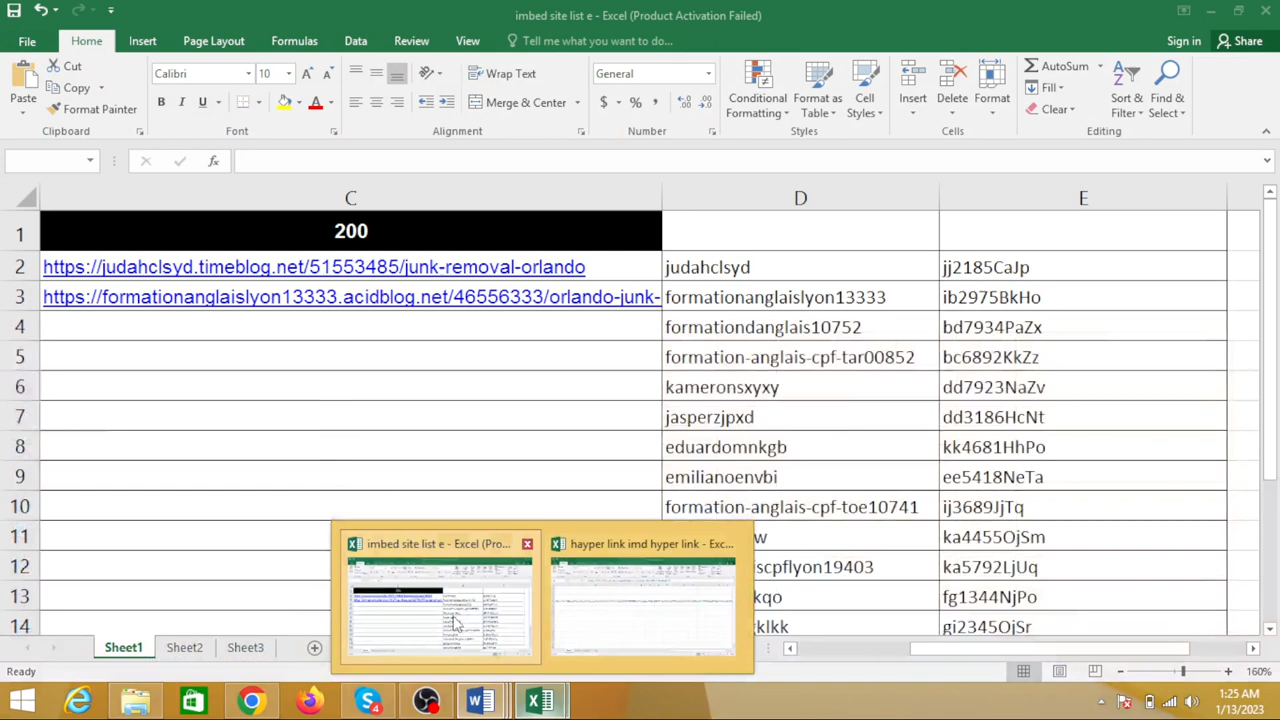 imbed site list e - Excel (Product Activation Failed)
File Home Insert Page Layout Formulas Data Review View Tell me what you want to do... Sign in Share
Paste Cut Copy Format Painter
Calibri 10
B I U
Wrap Text
Merge & Center
General
$ % ,
Conditional Formatting Format as Table Cell Styles
Insert Delete Format
AutoSum Fill Clear
Sort & Filter Find & Select
Clipboard Font Alignment Number Styles Cells Editing
fx
C D E
1 200
2 https://judahclsyd.timeblog.net/51553485/junk-removal-orlando judahclsyd jj2185CaJp
3 https://formationanglaislyon13333.acidblog.net/46556333/orlando-junk- formationanglaislyon13333 ib2975BkHo
4 formationdanglais10752 bd7934PaZx
5 formation-anglais-cpf-tar00852 bc6892KkZz
6 kameronsxyxy dd7923NaZv
7 jasperzjpxd dd3186HcNt
8 eduardomnkgb kk4681HhPo
9 emilianoenvbi ee5418NeTa
10 formation-anglais-cpf-toe10741 ij3689JjTq
11 w ka4455OjSm
12 iscpflyon19403 ka5792LjUq
13 kqo fg1344NjPo
14 klkk gi2345OjSr
imbed site list e - Excel (Pro... hayper link imd hyper link - Exc...
Sheet1 Sheet2 Sheet3
Ready 160%
1:25 AM
1/13/2023